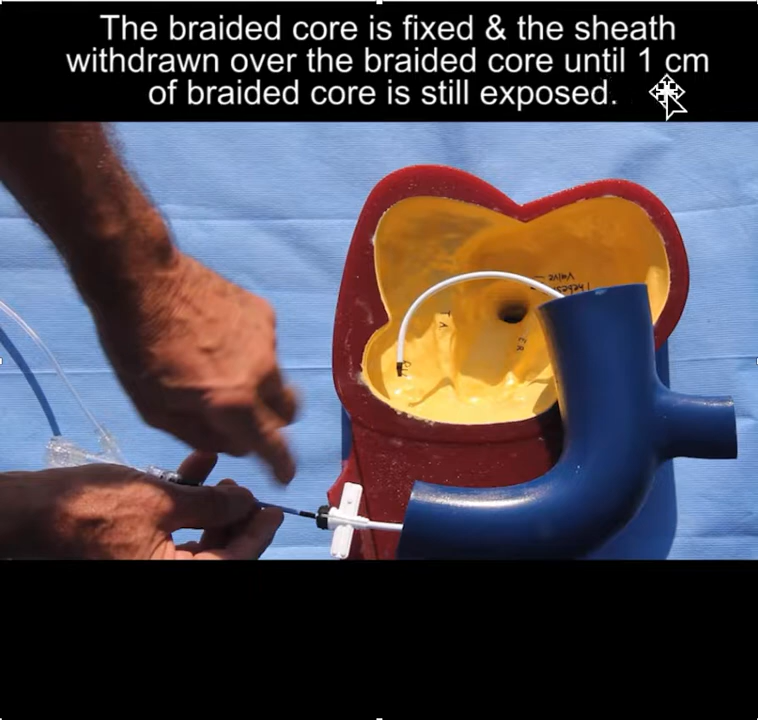 The braided core is fixed & the sheath
withdrawn over the braided core until 1 cm
of braided core is still exposed.
Valve